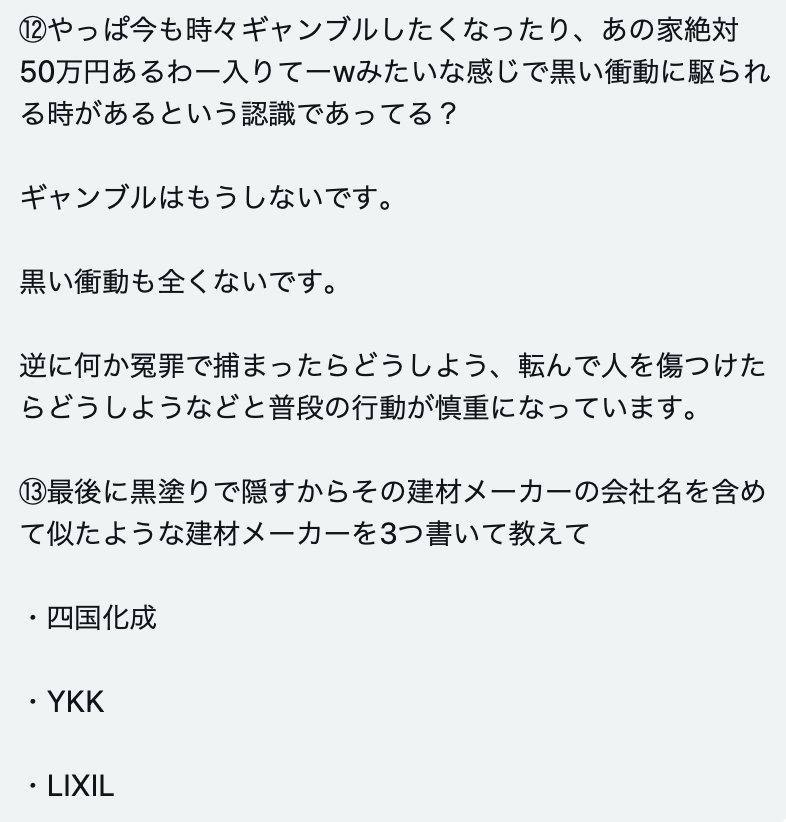 ⑫やっぱ今も時々ギャンブルしたくなったり、あの家絶対
50万円あるわー入りてーwみたいな感じで黒い衝動に駆られ
る時があるという認識であってる？
ギャンブルはもうしないです。
黒い衝動も全くないです。
逆に何か冤罪で捕まったらどうしよう、転んで人を傷つけた
らどうしようなどと普段の行動が慎重になっています。
⑬最後に黒塗りで隠すからその建材メーカーの会社名を含め
て似たような建材メーカーを3つ書いて教えて
・四国化成
・YKK
・LIXIL